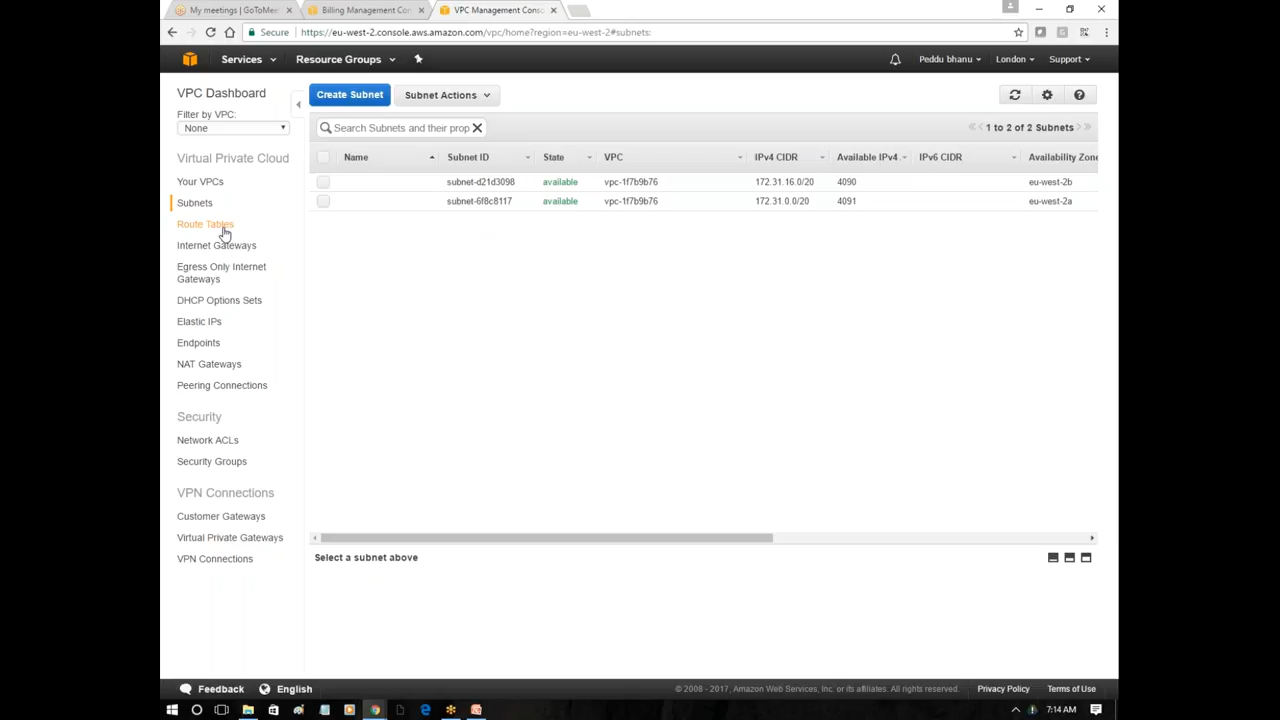 My meetings | GoToMee
Billing Management Con
VPC Management Conso
Secure
https://eu-west-2.console.aws.amazon.com/vpc/home?region=eu-west-2#subnets:
Services
Resource Groups
Peddu bhanu
London
Support
VPC Dashboard
Filter by VPC:
None
Virtual Private Cloud
Your VPCs
Subnets
Route Tables
Internet Gateways
Egress Only Internet
Gateways
DHCP Options Sets
Elastic IPs
Endpoints
NAT Gateways
Peering Connections
Security
Network ACLs
Security Groups
VPN Connections
Customer Gateways
Virtual Private Gateways
VPN Connections
Create Subnet
Subnet Actions
Search Subnets and their prop
1 to 2 of 2 Subnets
Name Subnet ID State VPC IPv4 CIDR Available IPv4 IPv6 CIDR Availability Zone
subnet-d21d3098 available vpc-1f7b9b76 172.31.16.0/20 4090 eu-west-2b
subnet-6f8c8117 available vpc-1f7b9b76 172.31.0.0/20 4091 eu-west-2a
Select a subnet above
Feedback
English
© 2008 - 2017, Amazon Web Services, Inc. or its affiliates. All rights reserved.
Privacy Policy
Terms of Use
7:14 AM